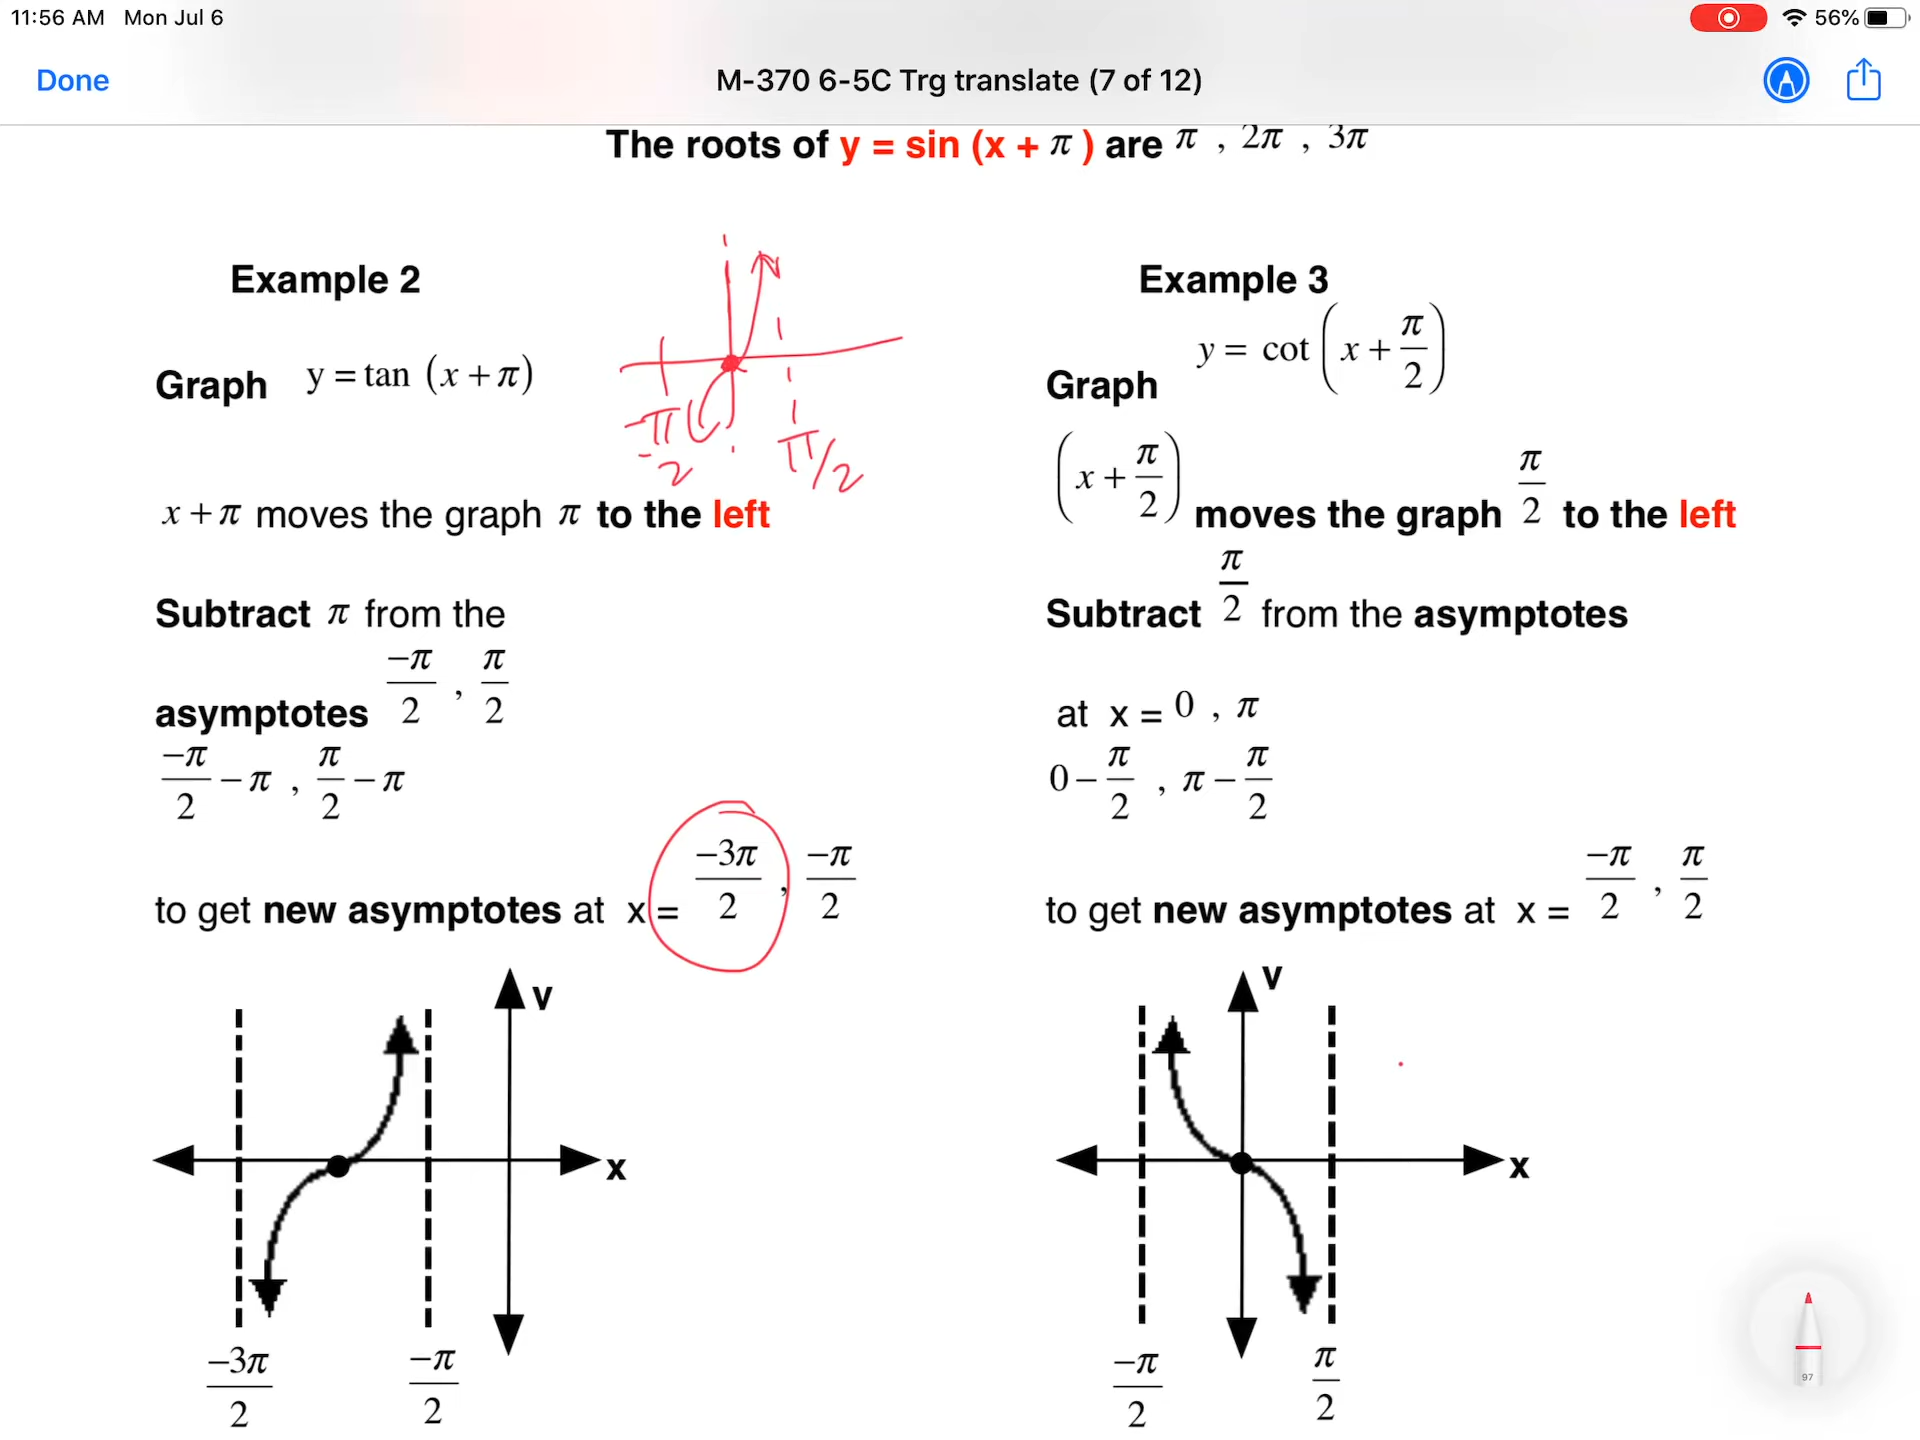 11:56 AM Mon Jul 6
56%
Done
M-370 6-5C Trg translate (7 of 12)
The roots of y = sin (x + π ) are π , 2π , 3π
Example 2
Graph y = tan (x + π)
-π/2
π/2
x + π moves the graph π to the left
Subtract π from the
asymptotes -π/2 , π/2
-π/2 - π , π/2 - π
to get new asymptotes at x = -3π/2 , -π/2
y
x
-3π/2
-π/2
Example 3
Graph y = cot (x + π/2)
(x + π/2) moves the graph π/2 to the left
Subtract π/2 from the asymptotes
at x = 0 , π
0 - π/2 , π - π/2
to get new asymptotes at x = -π/2 , π/2
y
x
-π/2
π/2
97